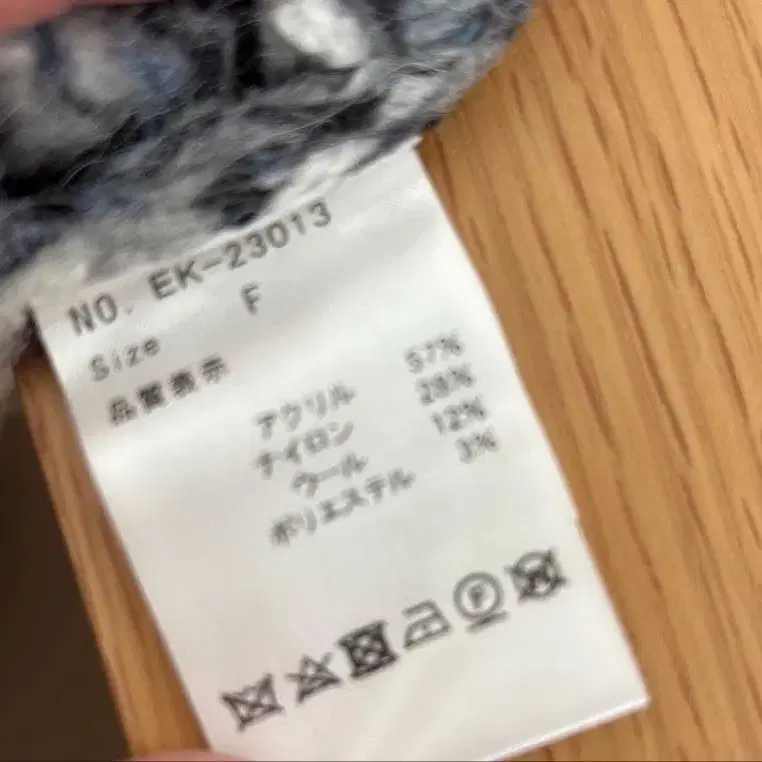 NO. EK-23013
Size F
品質表示
アクリル 57%
ナイロン 28%
ウール 12%
ポリエステル 3%
F
W